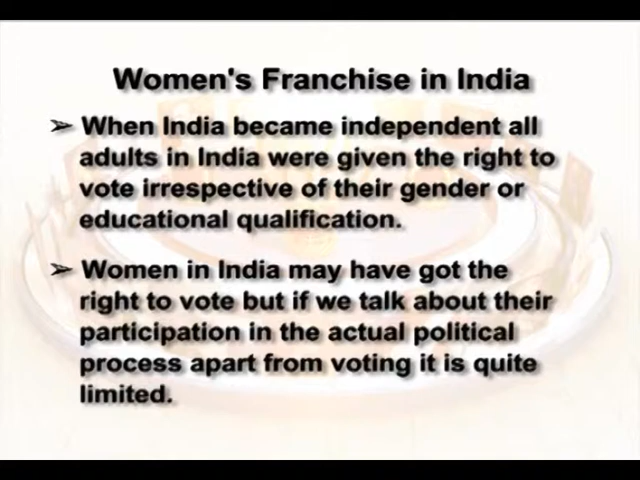 Women's Franchise in India
➢ When India became independent all
adults in India were given the right to
vote irrespective of their gender or
educational qualification.
➢ Women in India may have got the
right to vote but if we talk about their
participation in the actual political
process apart from voting it is quite
limited.